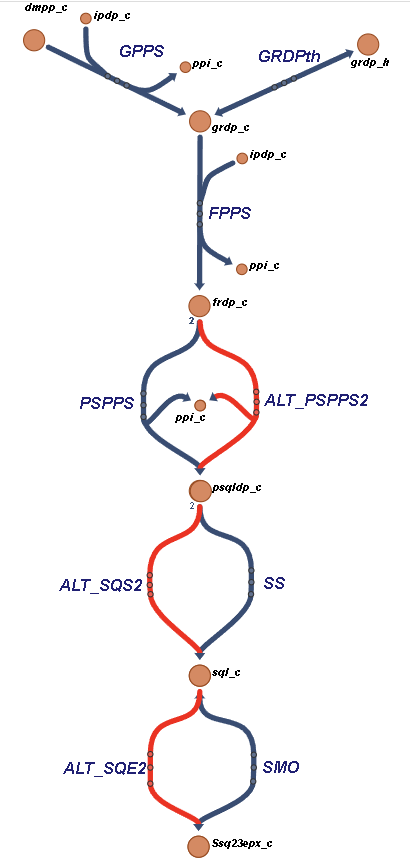 dmpp_c
ipdp_c
GPPS
ppi_c
GRDPth
grdp_h
grdp_c
ipdp_c
FPPS
ppi_c
frdp_c
2
PSPPS
ppi_c
ALT_PSPPS2
psqldp_c
2
ALT_SQS2
SS
sql_c
ALT_SQE2
SMO
Ssq23epx_c